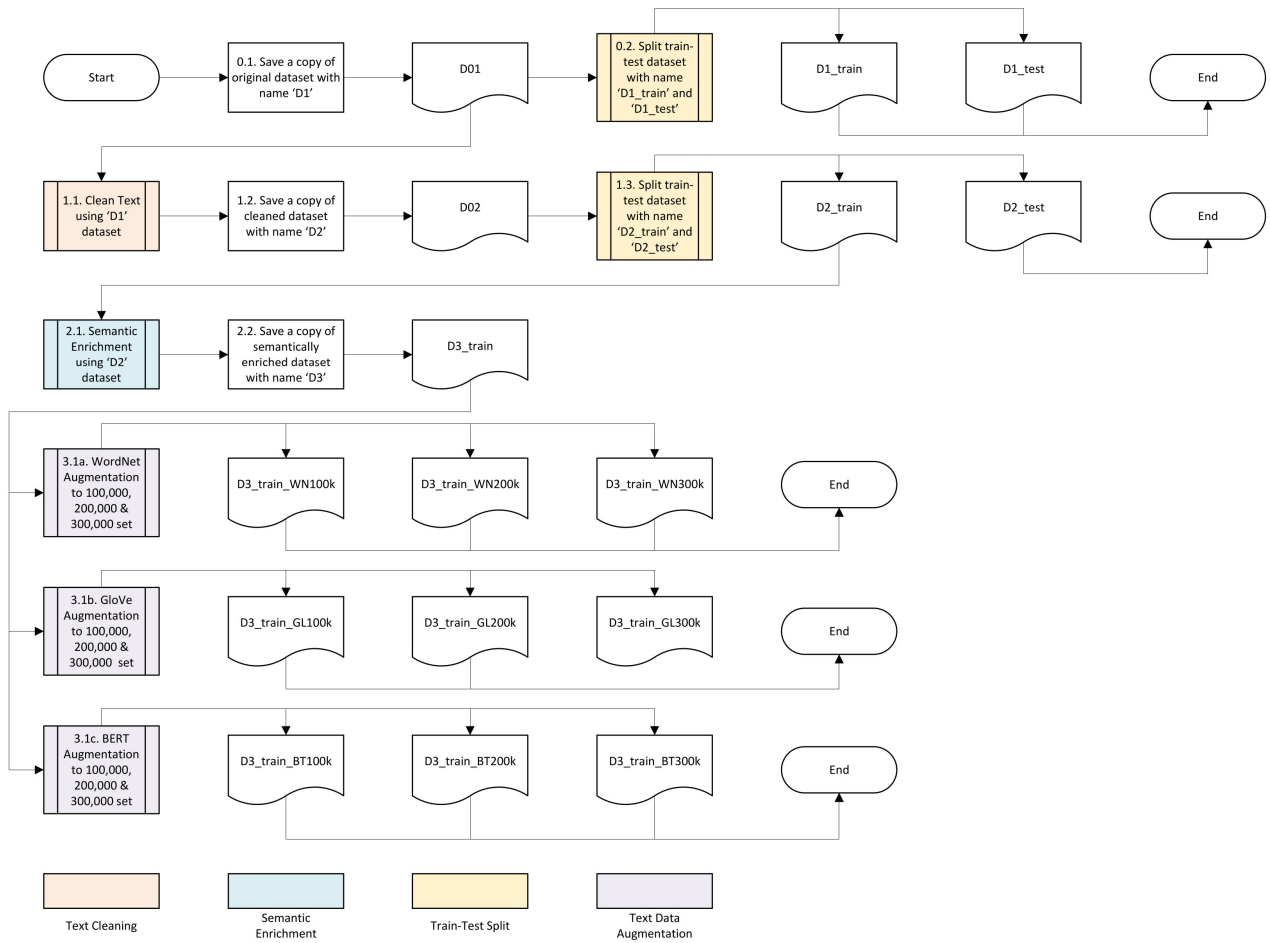 Start
0.1. Save a copy of
original dataset with
name ‘D1’
D01
0.2. Split train-
test dataset
with name
‘D1_train’ and
‘D1_test’
D1_train
D1_test
End
1.1. Clean Text
using ‘D1’
dataset
1.2. Save a copy of
cleaned dataset
with name ‘D2’
D02
1.3. Split train-
test dataset
with name
‘D2_train’ and
‘D2_test’
D2_train
D2_test
End
2.1. Semantic
Enrichment
using ‘D2’
dataset
2.2. Save a copy of
semantically
enriched dataset
with name ‘D3’
D3_train
3.1a. WordNet
Augmentation
to 100,000,
200,000 &
300,000 set
D3_train_WN100k
D3_train_WN200k
D3_train_WN300k
End
3.1b. GloVe
Augmentation
to 100,000,
200,000 &
300,000  set
D3_train_GL100k
D3_train_GL200k
D3_train_GL300k
End
3.1c. BERT
Augmentation
to 100,000,
200,000 &
300,000 set
D3_train_BT100k
D3_train_BT200k
D3_train_BT300k
End
Text Cleaning
Semantic
Enrichment
Train-Test Split
Text Data
Augmentation